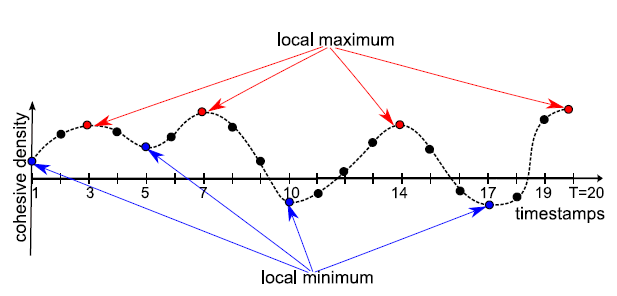 local maximum
cohesive density
1 3 5 7 10 14 17 19 T=20
timestamps
local minimum